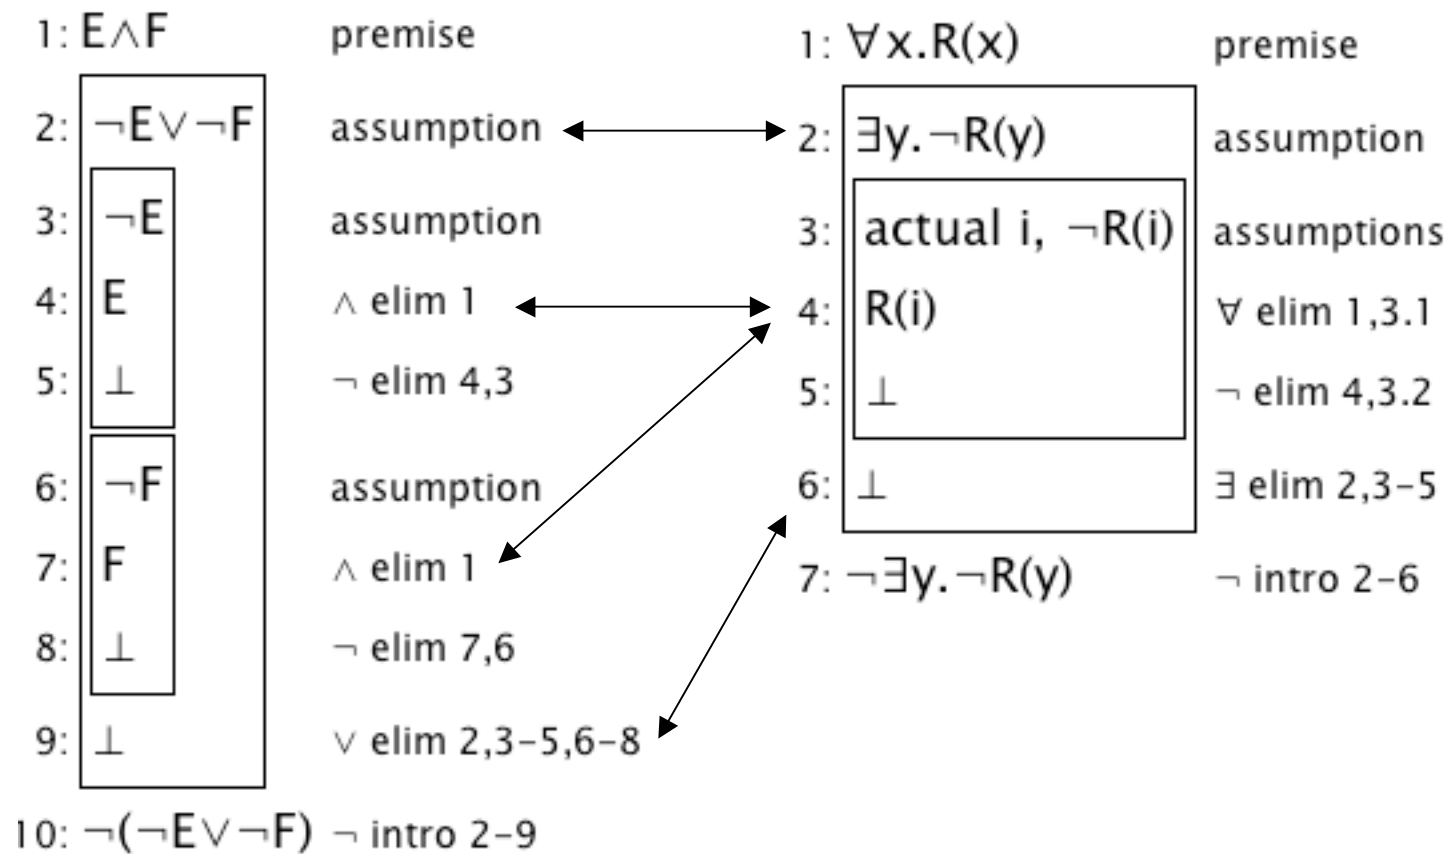 1: E∧F premise
2: ¬E∨¬F assumption
3: ¬E assumption
4: E ∧ elim 1
5: ⊥ ¬ elim 4,3
6: ¬F assumption
7: F ∧ elim 1
8: ⊥ ¬ elim 7,6
9: ⊥ ∨ elim 2,3-5,6-8
10: ¬(¬E∨¬F) ¬ intro 2-9
1: ∀x.R(x) premise
2: ∃y.¬R(y) assumption
3: actual i, ¬R(i) assumptions
4: R(i) ∀ elim 1,3.1
5: ⊥ ¬ elim 4,3.2
6: ⊥ ∃ elim 2,3-5
7: ¬∃y.¬R(y) ¬ intro 2-6